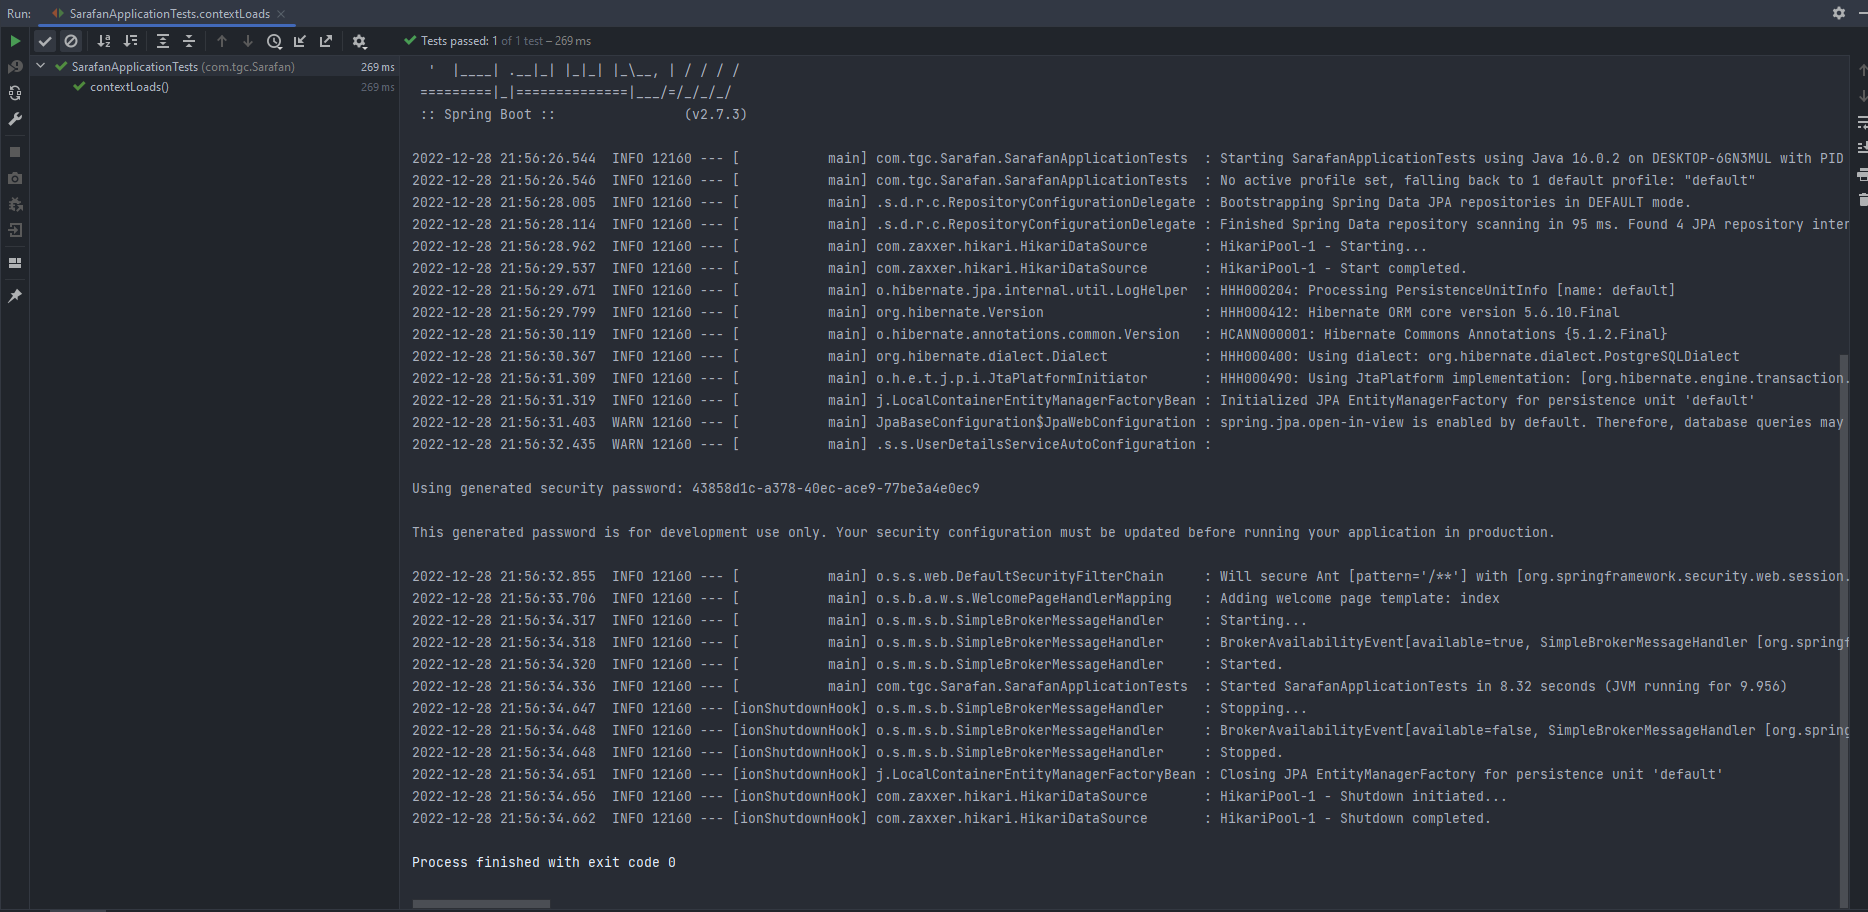 Run: SarafanApplicationTests.contextLoads
Tests passed: 1 of 1 test – 269 ms
SarafanApplicationTests (com.tgc.Sarafan) 269 ms
contextLoads() 269 ms
'  |____| .__|_| |_|_| |_\__, | / / / /
=========|_|==============|___/=/_/_/_/
:: Spring Boot ::                (v2.7.3)
2022-12-28 21:56:26.544  INFO 12160 --- [           main] com.tgc.Sarafan.SarafanApplicationTests  : Starting SarafanApplicationTests using Java 16.0.2 on DESKTOP-6GN3MUL with PID
2022-12-28 21:56:26.546  INFO 12160 --- [           main] com.tgc.Sarafan.SarafanApplicationTests  : No active profile set, falling back to 1 default profile: "default"
2022-12-28 21:56:28.005  INFO 12160 --- [           main] .s.d.r.c.RepositoryConfigurationDelegate : Bootstrapping Spring Data JPA repositories in DEFAULT mode.
2022-12-28 21:56:28.114  INFO 12160 --- [           main] .s.d.r.c.RepositoryConfigurationDelegate : Finished Spring Data repository scanning in 95 ms. Found 4 JPA repository inter
2022-12-28 21:56:28.962  INFO 12160 --- [           main] com.zaxxer.hikari.HikariDataSource       : HikariPool-1 - Starting...
2022-12-28 21:56:29.537  INFO 12160 --- [           main] com.zaxxer.hikari.HikariDataSource       : HikariPool-1 - Start completed.
2022-12-28 21:56:29.671  INFO 12160 --- [           main] o.hibernate.jpa.internal.util.LogHelper  : HHH000204: Processing PersistenceUnitInfo [name: default]
2022-12-28 21:56:29.799  INFO 12160 --- [           main] org.hibernate.Version                    : HHH000412: Hibernate ORM core version 5.6.10.Final
2022-12-28 21:56:30.119  INFO 12160 --- [           main] o.hibernate.annotations.common.Version   : HCANN000001: Hibernate Commons Annotations {5.1.2.Final}
2022-12-28 21:56:30.367  INFO 12160 --- [           main] org.hibernate.dialect.Dialect            : HHH000400: Using dialect: org.hibernate.dialect.PostgreSQLDialect
2022-12-28 21:56:31.309  INFO 12160 --- [           main] o.h.e.t.j.p.i.JtaPlatformInitiator       : HHH000490: Using JtaPlatform implementation: [org.hibernate.engine.transaction.
2022-12-28 21:56:31.319  INFO 12160 --- [           main] j.LocalContainerEntityManagerFactoryBean : Initialized JPA EntityManagerFactory for persistence unit 'default'
2022-12-28 21:56:31.403  WARN 12160 --- [           main] JpaBaseConfiguration$JpaWebConfiguration : spring.jpa.open-in-view is enabled by default. Therefore, database queries may
2022-12-28 21:56:32.435  WARN 12160 --- [           main] .s.s.UserDetailsServiceAutoConfiguration :
Using generated security password: 43858d1c-a378-40ec-ace9-77be3a4e0ec9
This generated password is for development use only. Your security configuration must be updated before running your application in production.
2022-12-28 21:56:32.855  INFO 12160 --- [           main] o.s.s.web.DefaultSecurityFilterChain     : Will secure Ant [pattern='/**'] with [org.springframework.security.web.session.
2022-12-28 21:56:33.706  INFO 12160 --- [           main] o.s.b.a.w.s.WelcomePageHandlerMapping    : Adding welcome page template: index
2022-12-28 21:56:34.317  INFO 12160 --- [           main] o.s.m.s.b.SimpleBrokerMessageHandler     : Starting...
2022-12-28 21:56:34.318  INFO 12160 --- [           main] o.s.m.s.b.SimpleBrokerMessageHandler     : BrokerAvailabilityEvent[available=true, SimpleBrokerMessageHandler [org.springf
2022-12-28 21:56:34.320  INFO 12160 --- [           main] o.s.m.s.b.SimpleBrokerMessageHandler     : Started.
2022-12-28 21:56:34.336  INFO 12160 --- [           main] com.tgc.Sarafan.SarafanApplicationTests  : Started SarafanApplicationTests in 8.32 seconds (JVM running for 9.956)
2022-12-28 21:56:34.647  INFO 12160 --- [ionShutdownHook] o.s.m.s.b.SimpleBrokerMessageHandler     : Stopping...
2022-12-28 21:56:34.648  INFO 12160 --- [ionShutdownHook] o.s.m.s.b.SimpleBrokerMessageHandler     : BrokerAvailabilityEvent[available=false, SimpleBrokerMessageHandler [org.spring
2022-12-28 21:56:34.648  INFO 12160 --- [ionShutdownHook] o.s.m.s.b.SimpleBrokerMessageHandler     : Stopped.
2022-12-28 21:56:34.651  INFO 12160 --- [ionShutdownHook] j.LocalContainerEntityManagerFactoryBean : Closing JPA EntityManagerFactory for persistence unit 'default'
2022-12-28 21:56:34.656  INFO 12160 --- [ionShutdownHook] com.zaxxer.hikari.HikariDataSource       : HikariPool-1 - Shutdown initiated...
2022-12-28 21:56:34.662  INFO 12160 --- [ionShutdownHook] com.zaxxer.hikari.HikariDataSource       : HikariPool-1 - Shutdown completed.
Process finished with exit code 0